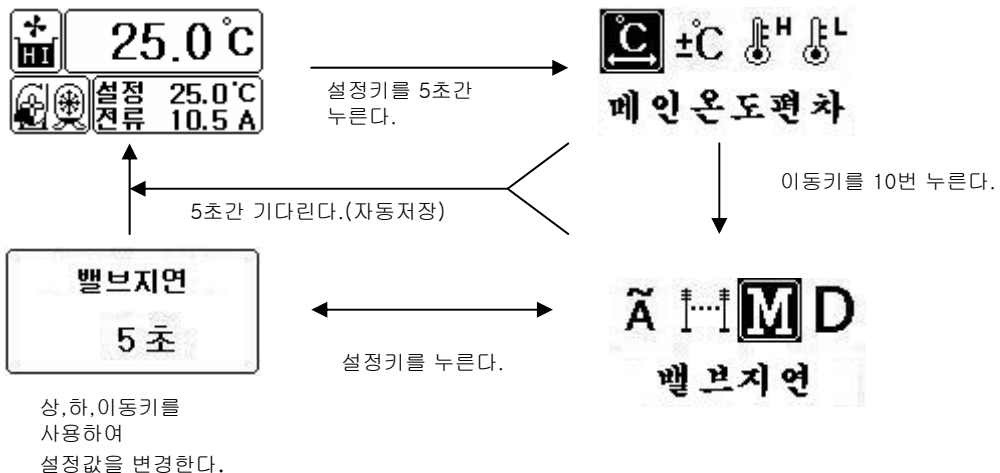 HI
25.0°C
설정 25.0°C
전류 10.5 A
설정키를 5초간
누른다.
°C ±°C H L
메인온도편차
이동키를 10번 누른다.
5초간 기다린다.(자동저장)
밸브지연
5 초
상,하,이동키를
사용하여
설정값을 변경한다.
설정키를 누른다.
Ã M D
밸브지연